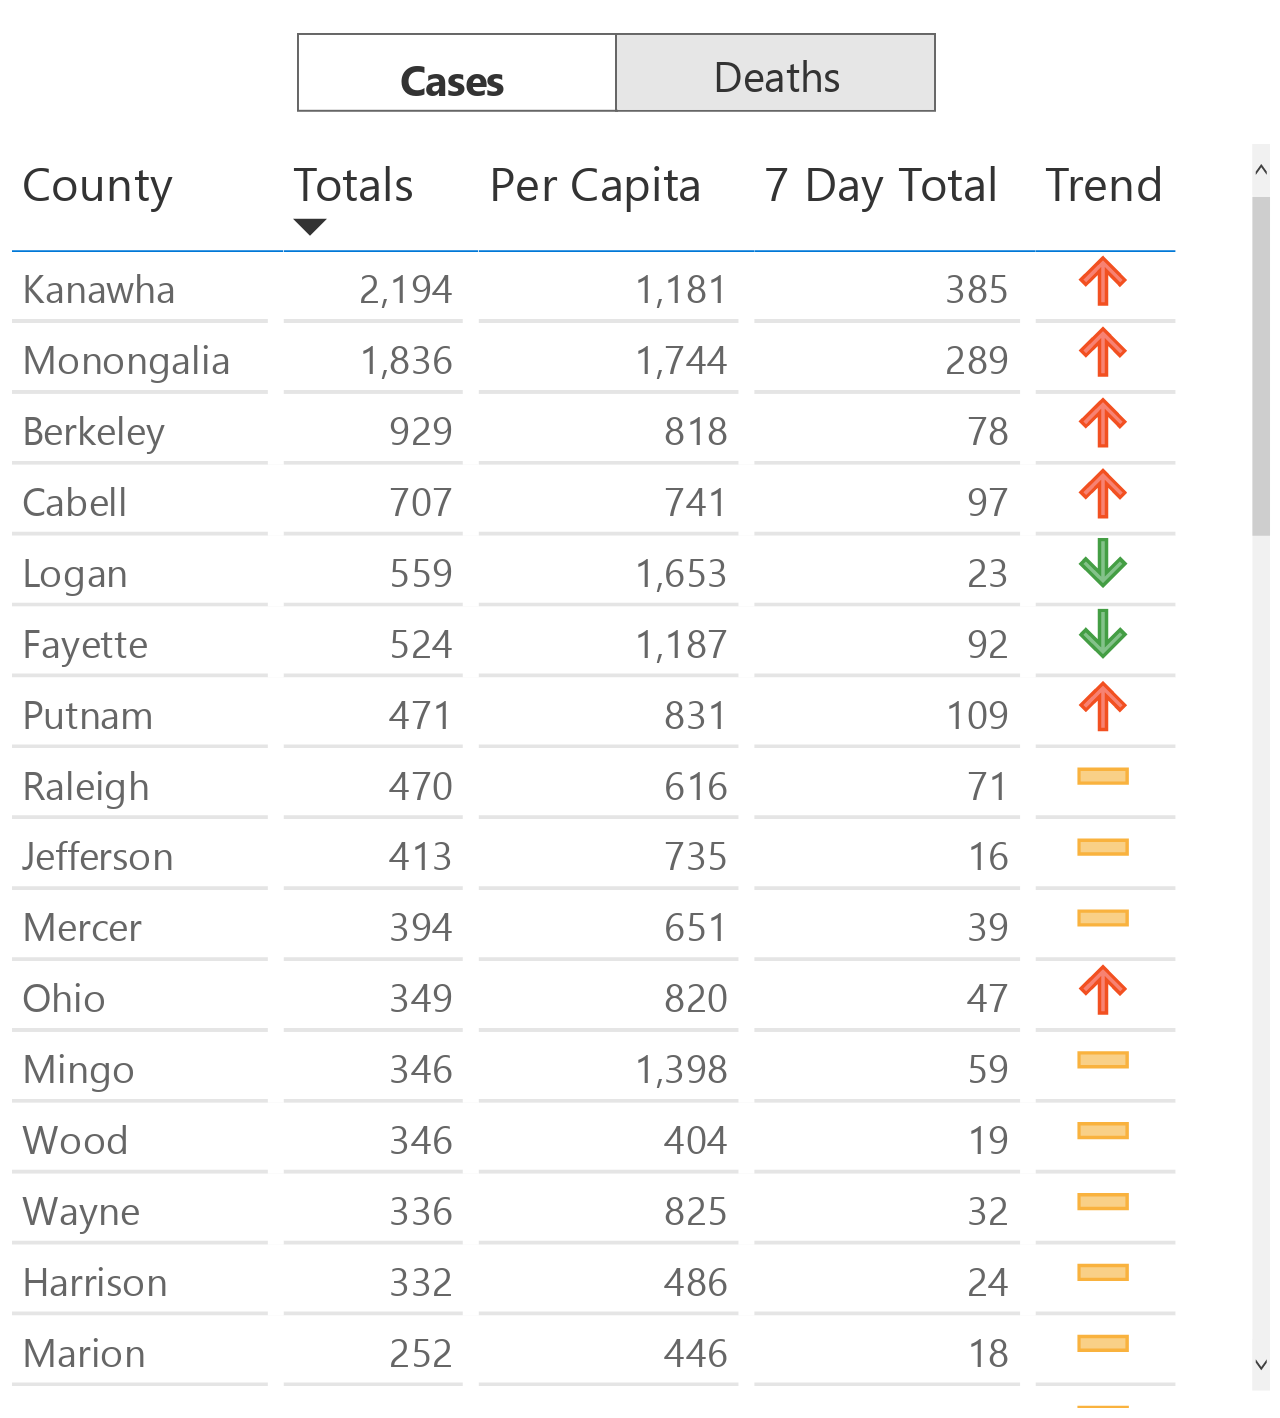 Cases Deaths
County Totals Per Capita 7 Day Total Trend
Kanawha 2,194 1,181 385
Monongalia 1,836 1,744 289
Berkeley 929 818 78
Cabell 707 741 97
Logan 559 1,653 23
Fayette 524 1,187 92
Putnam 471 831 109
Raleigh 470 616 71
Jefferson 413 735 16
Mercer 394 651 39
Ohio 349 820 47
Mingo 346 1,398 59
Wood 346 404 19
Wayne 336 825 32
Harrison 332 486 24
Marion 252 446 18